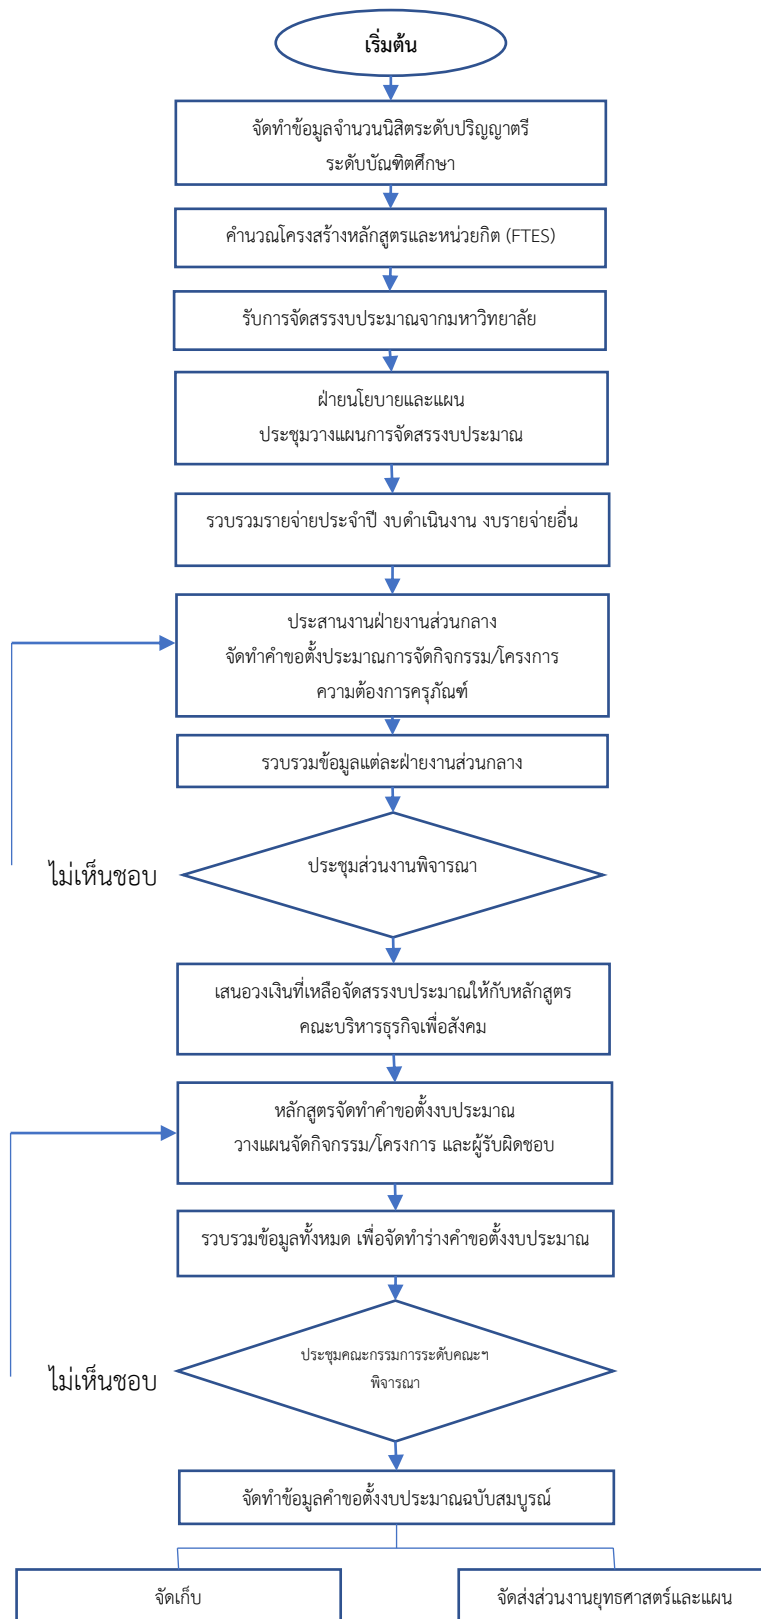 เริ่มต้น
จัดทำข้อมูลจำนวนนิสิตระดับปริญญาตรี
ระดับบัณฑิตศึกษา
คำนวณโครงสร้างหลักสูตรและหน่วยกิต (FTES)
รับการจัดสรรงบประมาณจากมหาวิทยาลัย
ฝ่ายนโยบายและแผน
ประชุมวางแผนการจัดสรรงบประมาณ
รวบรวมรายจ่ายประจำปี งบดำเนินงาน งบรายจ่ายอื่น
ประสานงานฝ่ายงานส่วนกลาง
จัดทำคำขอตั้งประมาณการจัดกิจกรรม/โครงการ
ความต้องการครุภัณฑ์
รวบรวมข้อมูลแต่ละฝ่ายงานส่วนกลาง
ประชุมส่วนงานพิจารณา
ไม่เห็นชอบ
เสนอวงเงินที่เหลือจัดสรรงบประมาณให้กับหลักสูตร
คณะบริหารธุรกิจเพื่อสังคม
หลักสูตรจัดทำคำขอตั้งงบประมาณ
วางแผนจัดกิจกรรม/โครงการ และผู้รับผิดชอบ
รวบรวมข้อมูลทั้งหมด เพื่อจัดทำร่างคำขอตั้งงบประมาณ
ประชุมคณะกรรมการระดับคณะฯ
พิจารณา
ไม่เห็นชอบ
จัดทำข้อมูลคำขอตั้งงบประมาณฉบับสมบูรณ์
จัดเก็บ
จัดส่งส่วนงานยุทธศาสตร์และแผน